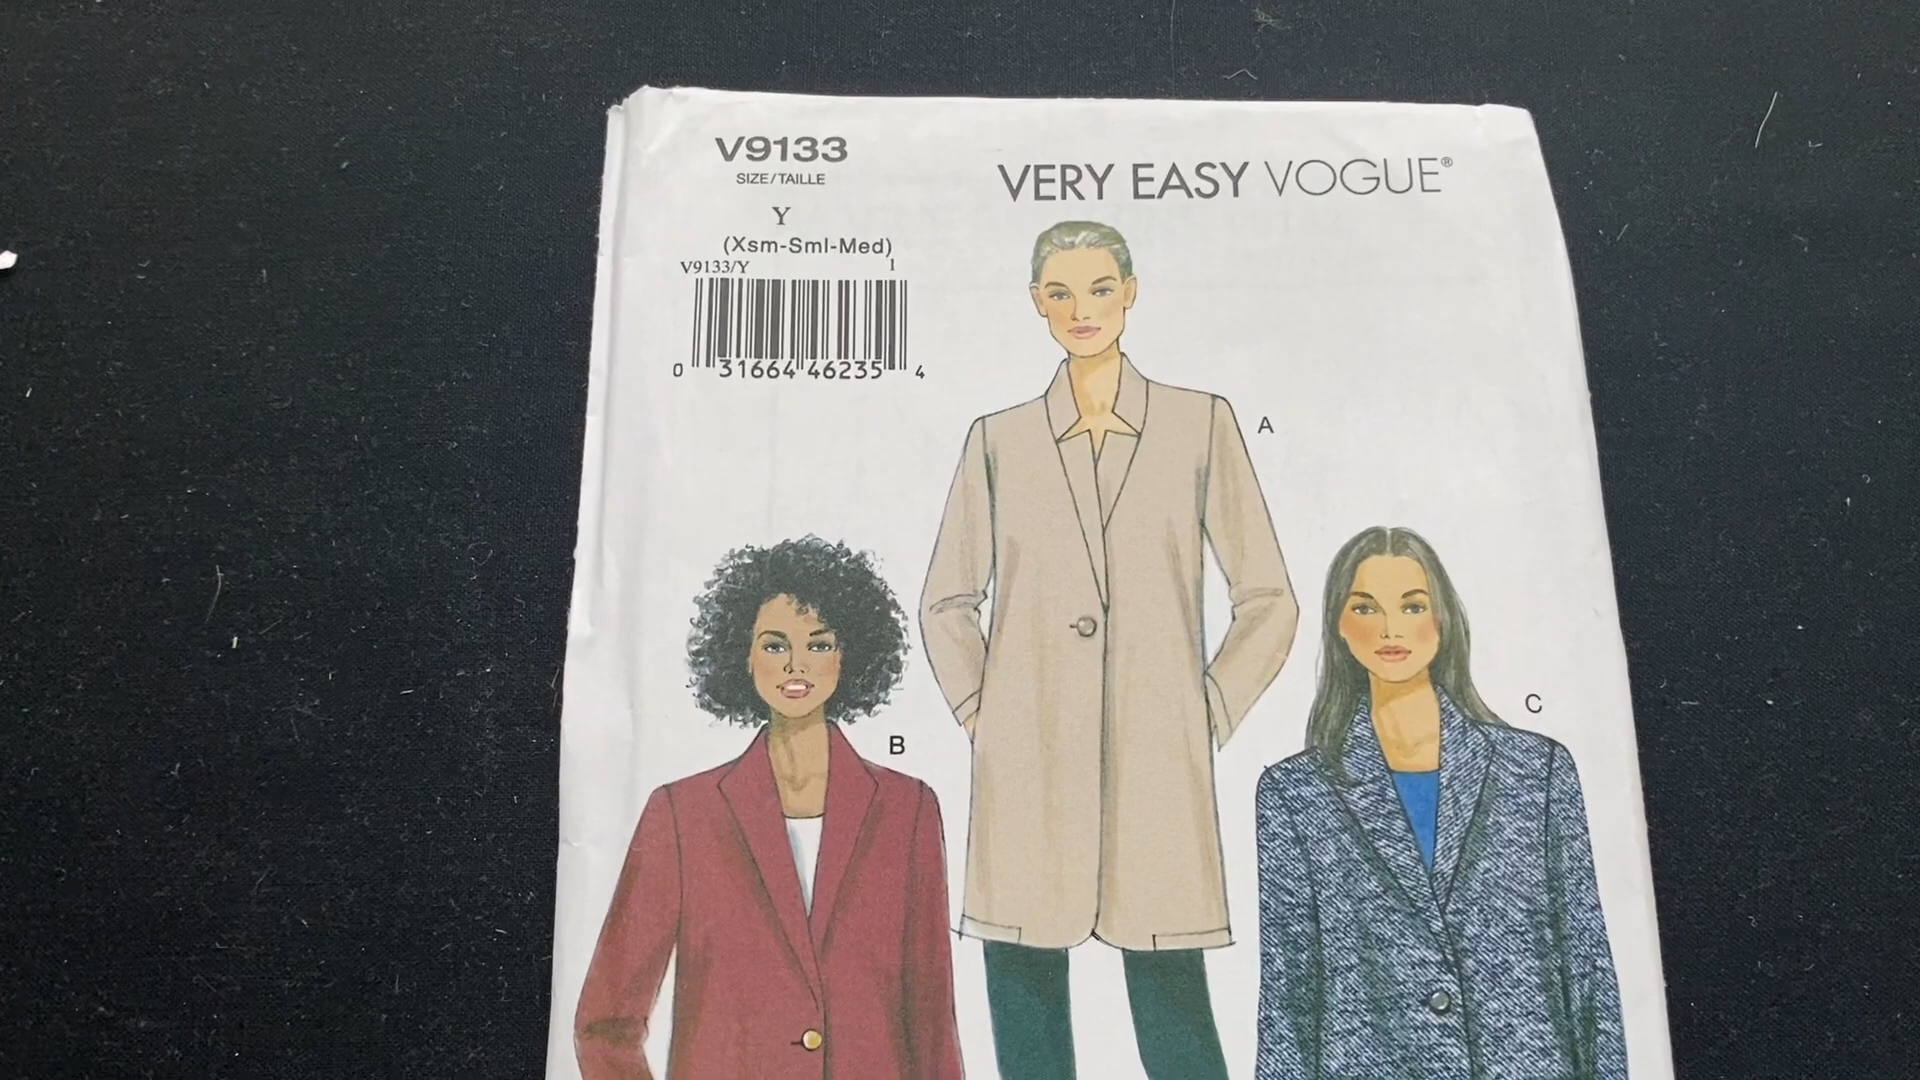 V9133
SIZE/TAILLE
Y
(Xsm-Sml-Med)
V9133/Y 1
0 31664 46235 4
VERY EASY VOGUE®
A
B
C